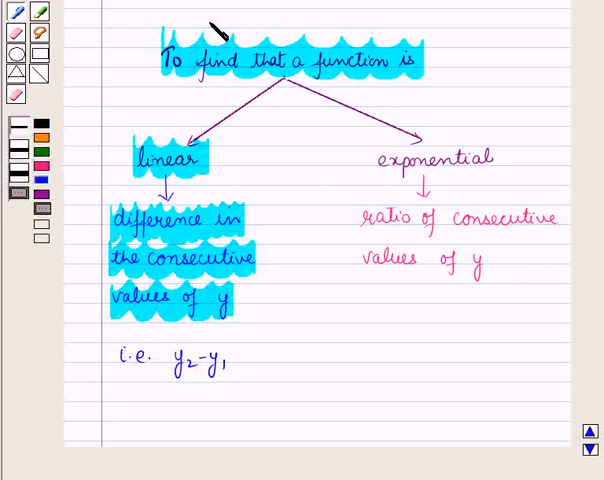 To find that a function is
linear
exponential
difference in
the consecutive
values of y
ratio of consecutive
values of y
i.e. y₂-y₁